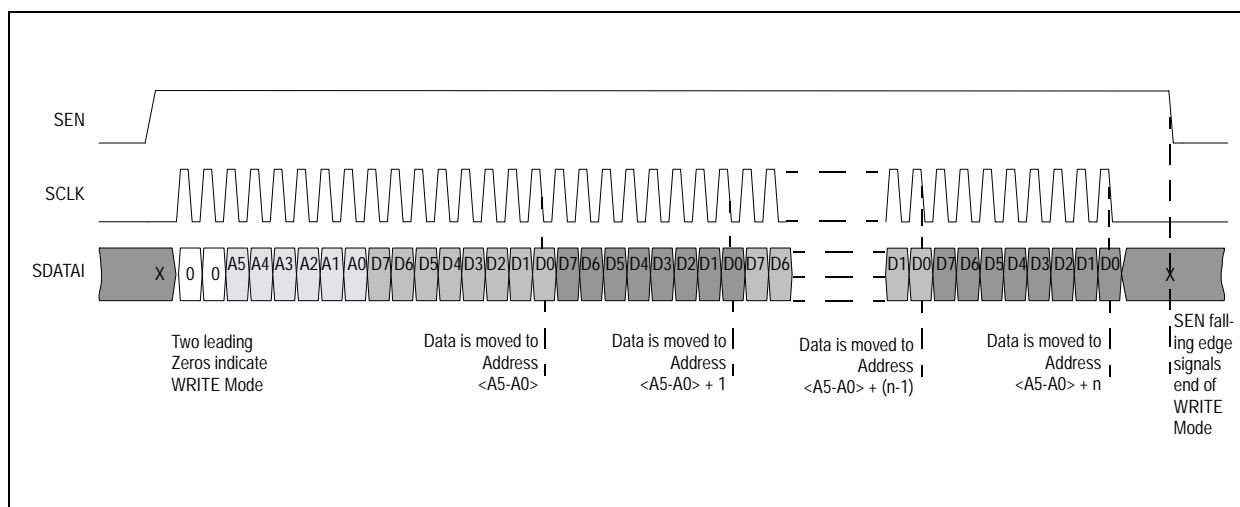 SEN
SCLK
SDATAI
X 0 0 A5 A4 A3 A2 A1 A0 D7 D6 D5 D4 D3 D2 D1 D0 D7 D6 D5 D4 D3 D2 D1 D0 D7 D6 D1 D0 D7 D6 D5 D4 D3 D2 D1 D0 X
Two leading
Zeros indicate
WRITE Mode
Data is moved to
Address
<A5-A0>
Data is moved to
Address
<A5-A0> + 1
Data is moved to
Address
<A5-A0> + (n-1)
Data is moved to
Address
<A5-A0> + n
SEN fall-
ing edge
signals
end of
WRITE
Mode